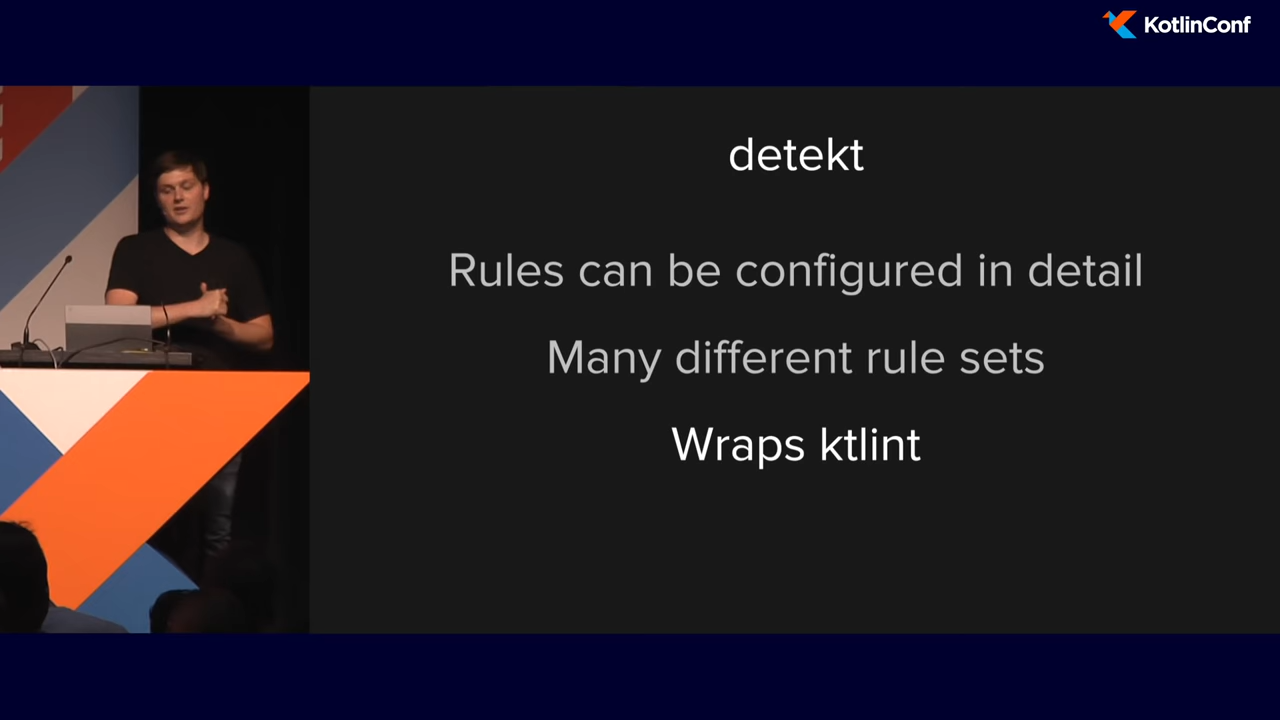 KotlinConf
detekt
Rules can be configured in detail
Many different rule sets
Wraps ktlint